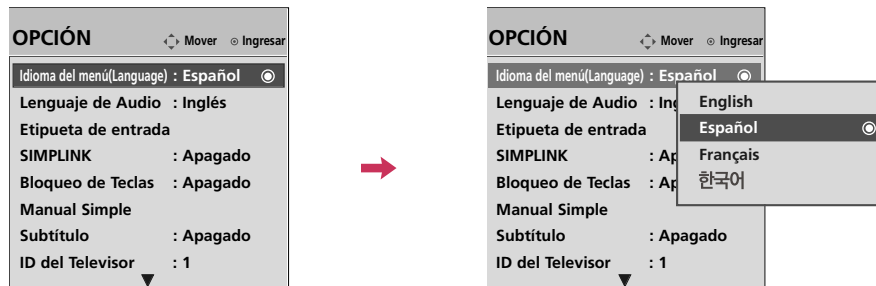 OPCIÓN Mover Ingresar
Idioma del menú(Language) : Español
Lenguaje de Audio : Inglés
Etipueta de entrada
SIMPLINK : Apagado
Bloqueo de Teclas : Apagado
Manual Simple
Subtítulo : Apagado
ID del Televisor : 1
OPCIÓN Mover Ingresar
Idioma del menú(Language) : Español
Lenguaje de Audio : Ing
Etipueta de entrada
SIMPLINK : Ap
Bloqueo de Teclas : Ap
Manual Simple
Subtítulo : Apagado
ID del Televisor : 1
English
Español
Français
한국어